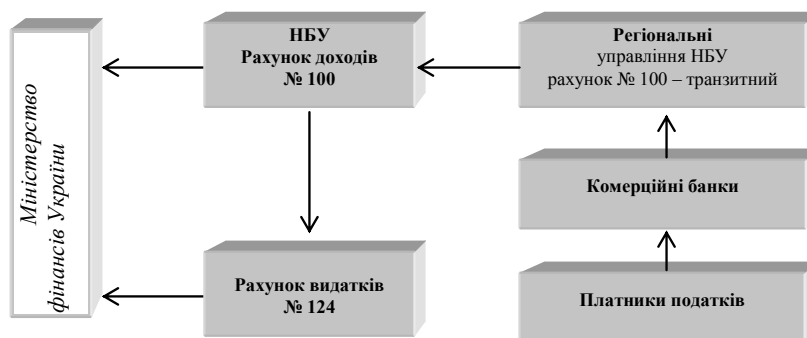 НБУ
Рахунок доходів
№ 100
Регіональні
управління НБУ
рахунок № 100 – транзитний
Міністерство
фінансів України
Комерційні банки
Рахунок видатків
№ 124
Платники податків